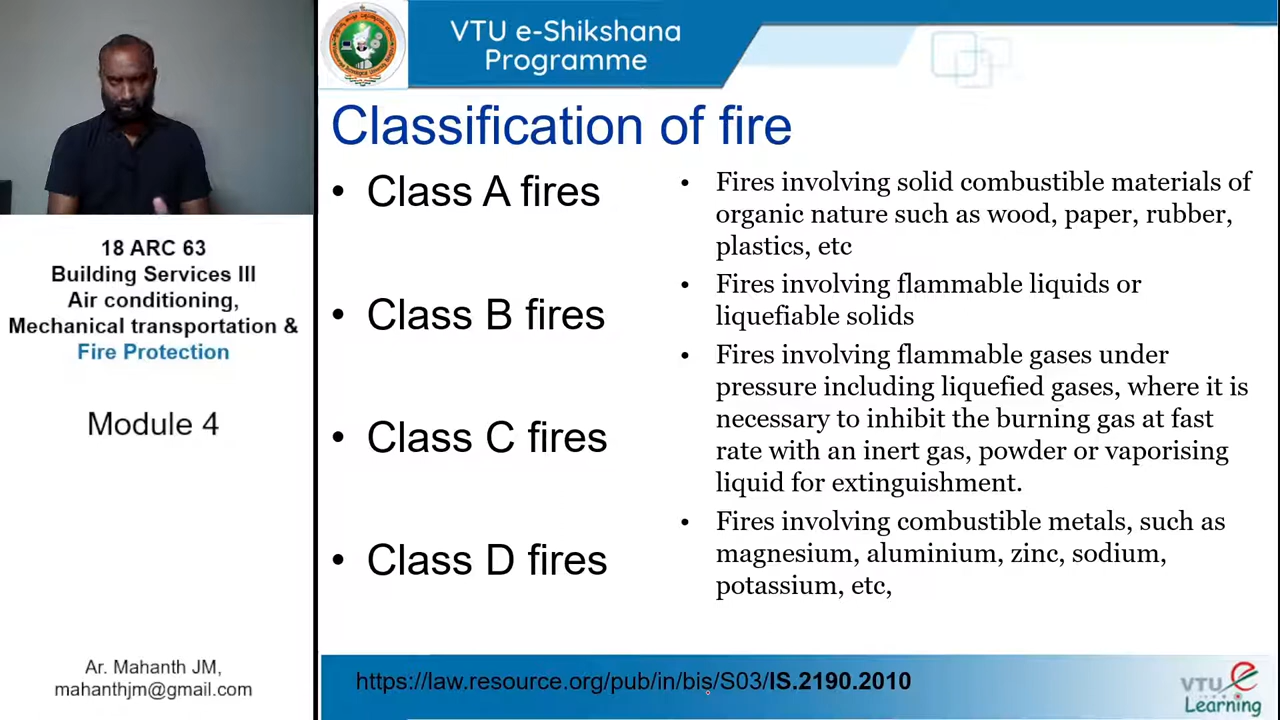 VTU e-Shikshana
Programme
Classification of fire
• Class A fires
• Fires involving solid combustible materials of
organic nature such as wood, paper, rubber,
plastics, etc
• Class B fires
• Fires involving flammable liquids or
liquefiable solids
• Class C fires
• Fires involving flammable gases under
pressure including liquefied gases, where it is
necessary to inhibit the burning gas at fast
rate with an inert gas, powder or vaporising
liquid for extinguishment.
• Class D fires
• Fires involving combustible metals, such as
magnesium, aluminium, zinc, sodium,
potassium, etc,
18 ARC 63
Building Services III
Air conditioning,
Mechanical transportation &
Fire Protection
Module 4
Ar. Mahanth JM,
mahanthjm@gmail.com
https://law.resource.org/pub/in/bis/S03/IS.2190.2010
VTU e
Learning